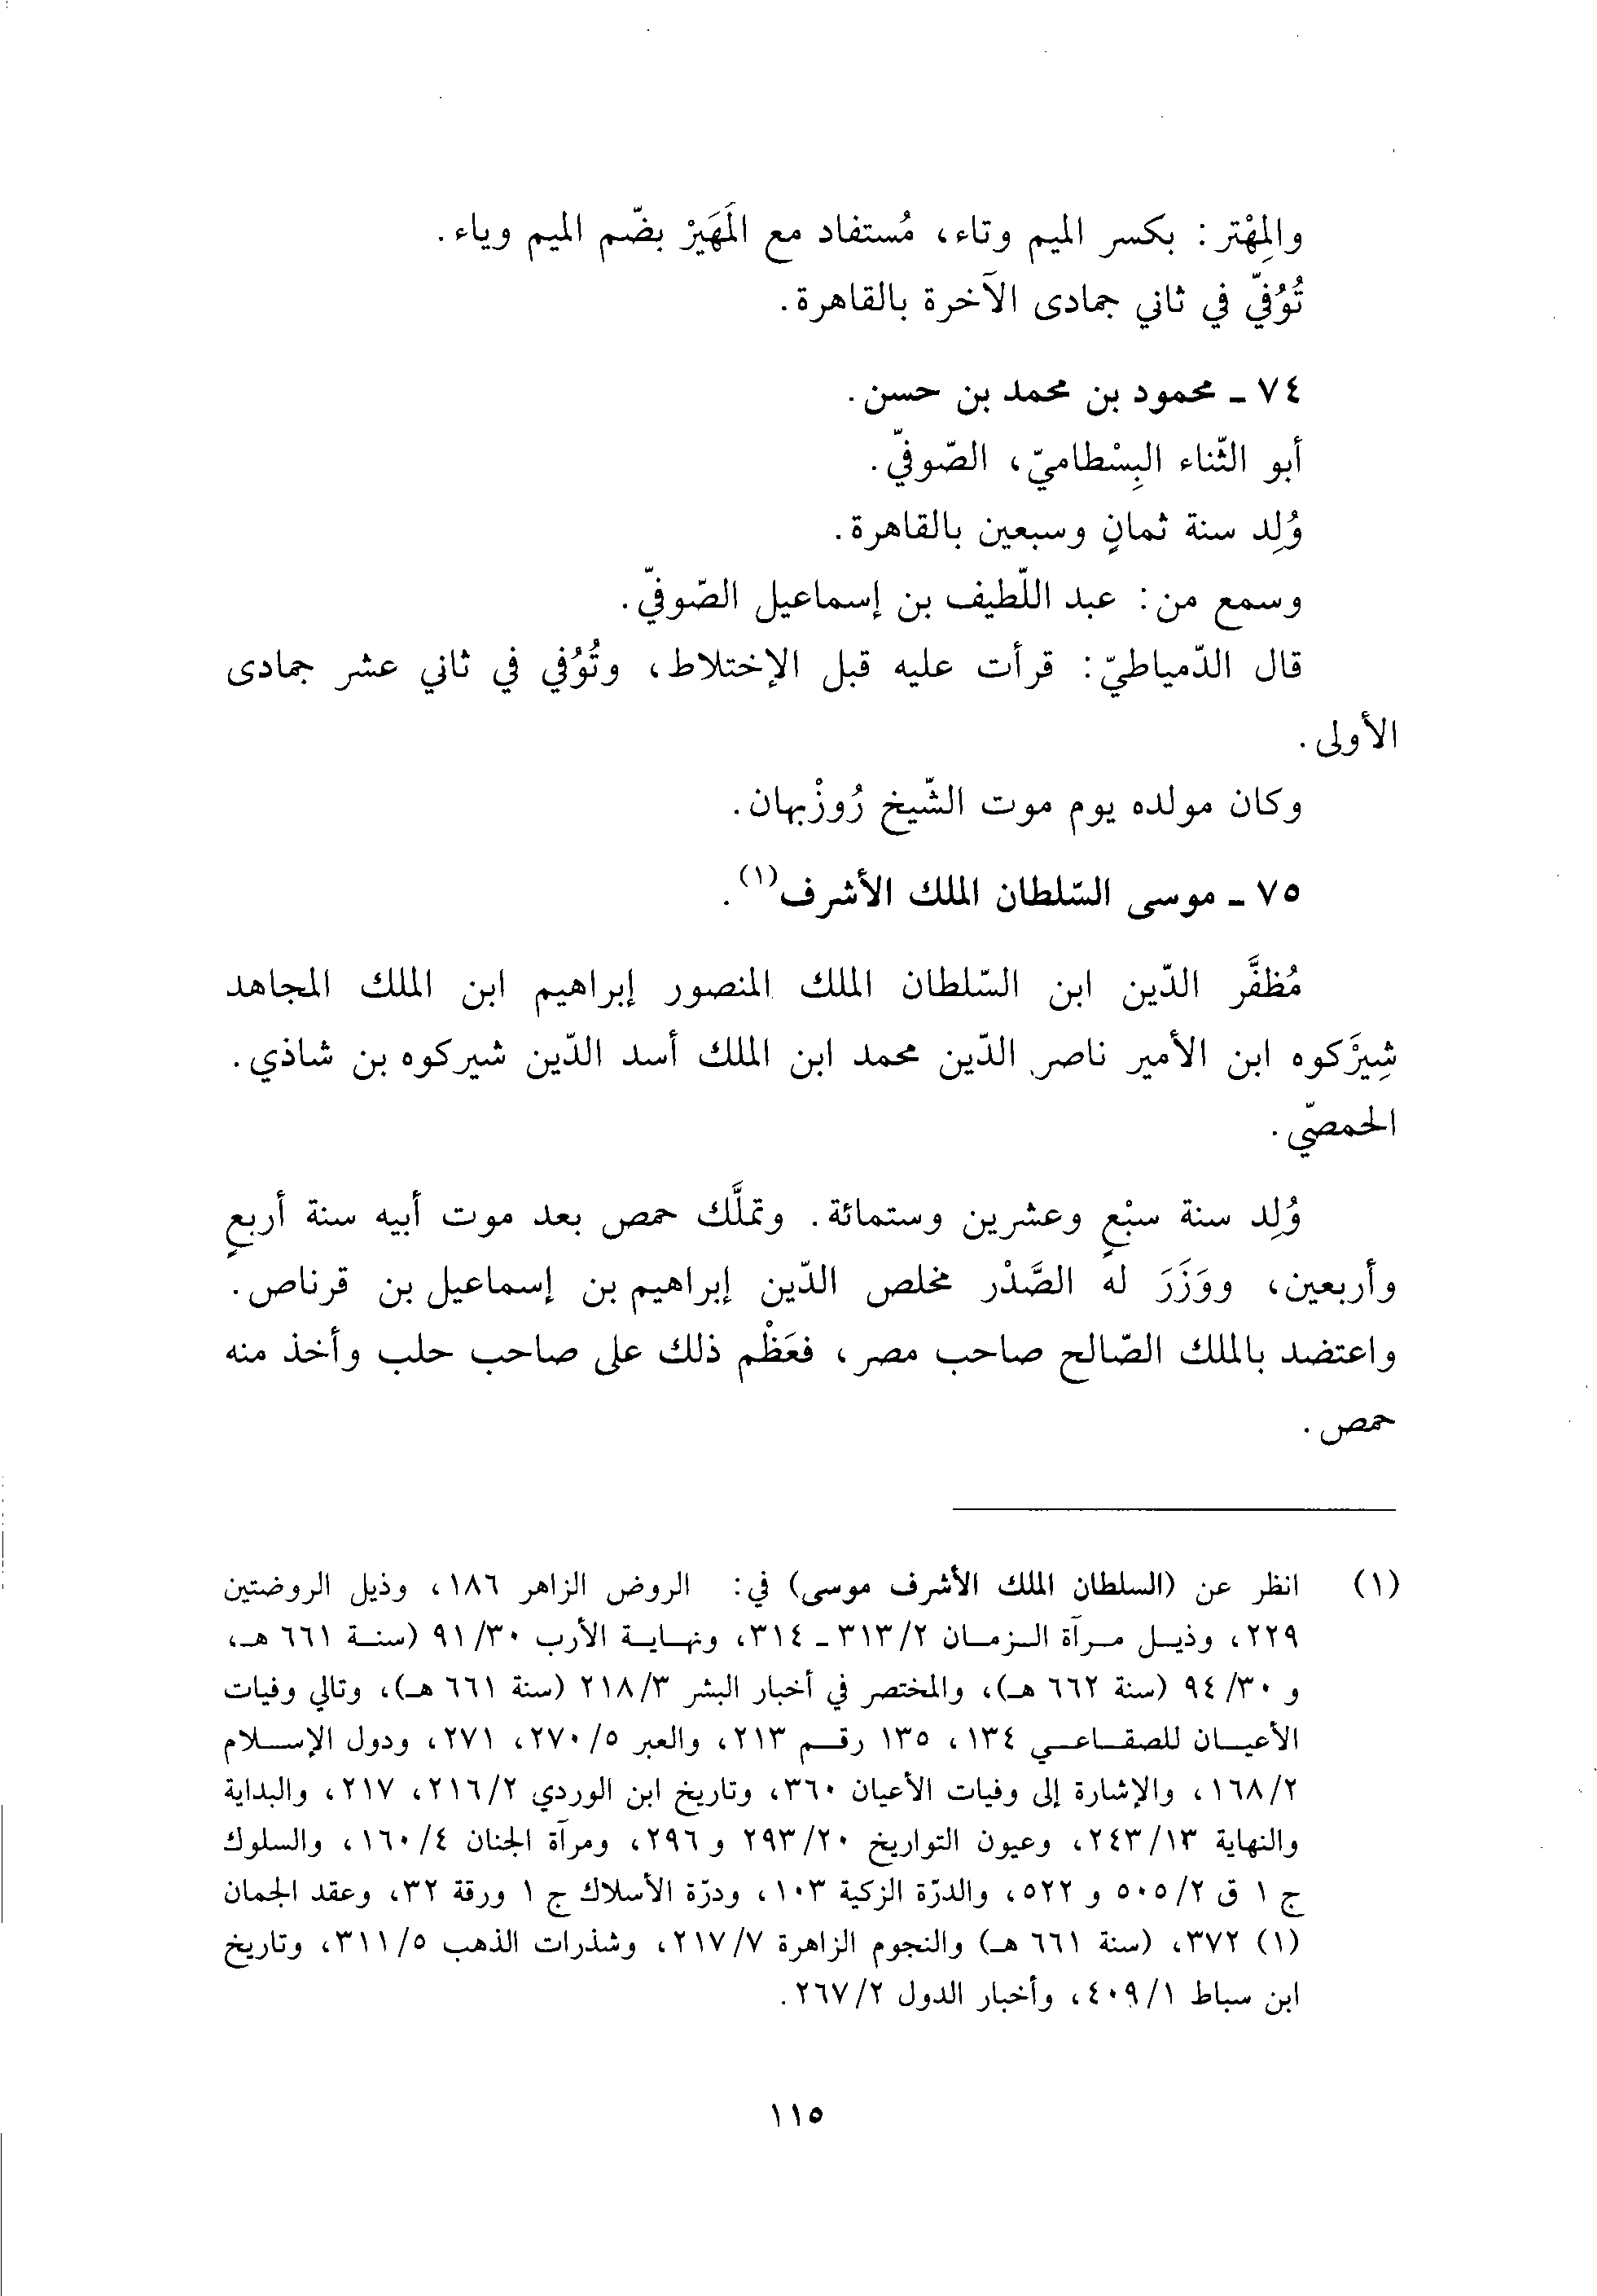 والمِهْتر: بكسر الميم وتاء، مُستفاد مع المَهَيْر بضّم الميم وياء.
تُوُفّي في ثاني جمادى الآخرة بالقاهرة.
٧٤ ـ محمود بن محمد بن حسن.
أبو الثّناء البِسْطاميّ، الصّوفيّ.
وُلِد سنة ثمانٍ وسبعين بالقاهرة.
وسمع من: عبد اللّطيف بن إسماعيل الصّوفيّ.
قال الدّمياطيّ: قرأت عليه قبل الإختلاط، وتُوُفي في ثاني عشر جمادى
الأولى.
وكان مولده يوم موت الشّيخ رُوزْبهان.
٧٥ ـ موسى السّلطان الملك الأشرف(١).
مُظفَّر الدّين ابن السّلطان الملك المنصور إبراهيم ابن الملك المجاهد
شِيرَْكوه ابن الأمير ناصر الدّين محمد ابن الملك أسد الدّين شيركوه بن شاذي.
الحمصّي.
وُلِد سنة سبْعٍ وعشرين وستمائة. وتملَّك حمص بعد موت أبيه سنة أربعٍ
وأربعين، ووَزَرَ له الصَّدْر مخلص الدّين إبراهيم بن إسماعيل بن قرناص.
واعتضد بالملك الصّالح صاحب مصر، فعَظْم ذلك على صاحب حلب وأخذ منه
حمص.
(١) انظر عن (السلطان الملك الأشرف موسى) في: الروض الزاهر ١٨٦، وذيل الروضتين
٢٢٩، وذيل مرآة الزمان ٢/ ٣١٣ ـ ٣١٤، ونهاية الأرب ٣٠/ ٩١ (سنة ٦٦١ هـ،
و ٣٠/ ٩٤ (سنة ٦٦٢ هـ)، والمختصر في أخبار البشر ٣/ ٢١٨ (سنة ٦٦١ هـ)، وتالي وفيات
الأعيان للصقاعي ١٣٤، ١٣٥ رقم ٢١٣، والعبر ٥/ ٢٧٠، ٢٧١، ودول الإسلام
٢/ ١٦٨، والإشارة إلى وفيات الأعيان ٣٦٠، وتاريخ ابن الوردي ٢/ ٢١٦، ٢١٧، والبداية
والنهاية ١٣/ ٢٤٣، وعيون التواريخ ٢٠/ ٢٩٣ و ٢٩٦، ومرآة الجنان ٤/ ١٦٠، والسلوك
ج ١ ق ٢/ ٥٠٥ و ٥٢٢، والدرّة الزكية ١٠٣، ودرّة الأسلاك ج ١ ورقة ٣٢، وعقد الجمان
(١) ٣٧٢، (سنة ٦٦١ هـ) والنجوم الزاهرة ٧/ ٢١٧، وشذرات الذهب ٥/ ٣١١، وتاريخ
ابن سباط ١/ ٤٠٩، وأخبار الدول ٢/ ٢٦٧.
١١٥